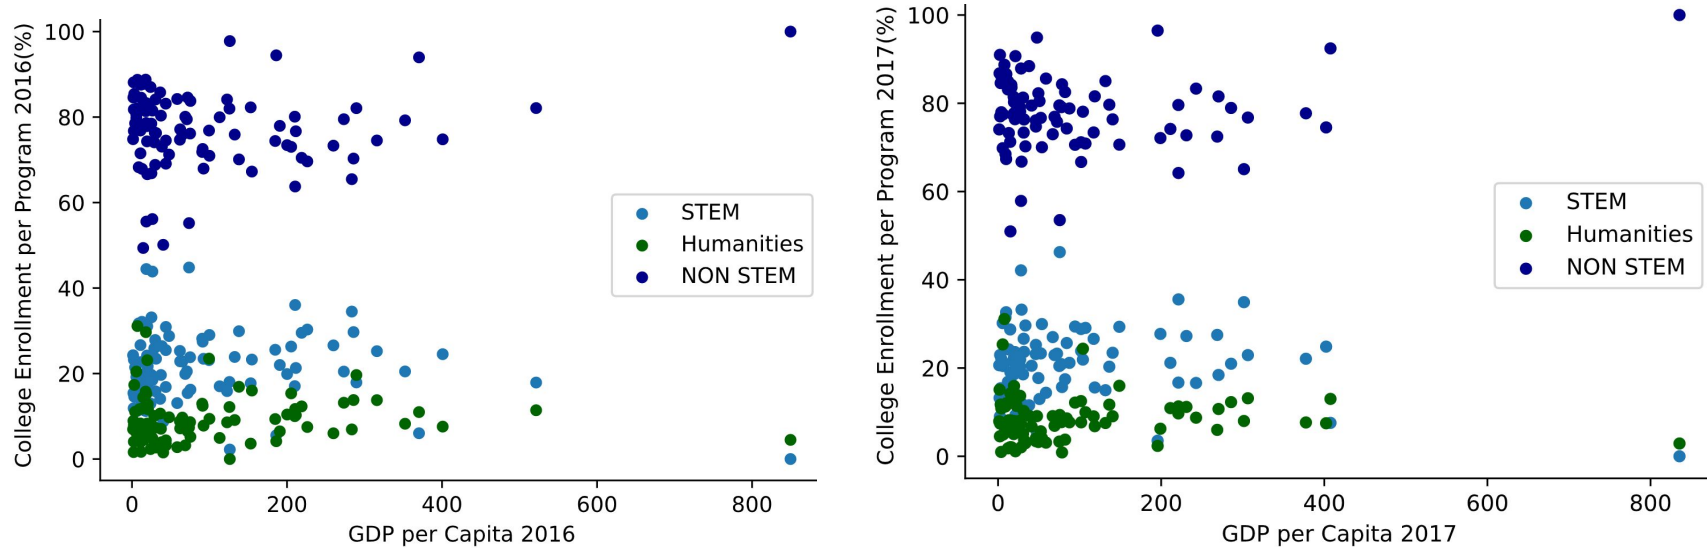 College Enrollment per Program 2016(%)
100
80
60
40
20
0
0 200 400 600 800
GDP per Capita 2016
STEM
Humanities
NON STEM
College Enrollment per Program 2017(%)
100
80
60
40
20
0
0 200 400 600 800
GDP per Capita 2017
STEM
Humanities
NON STEM